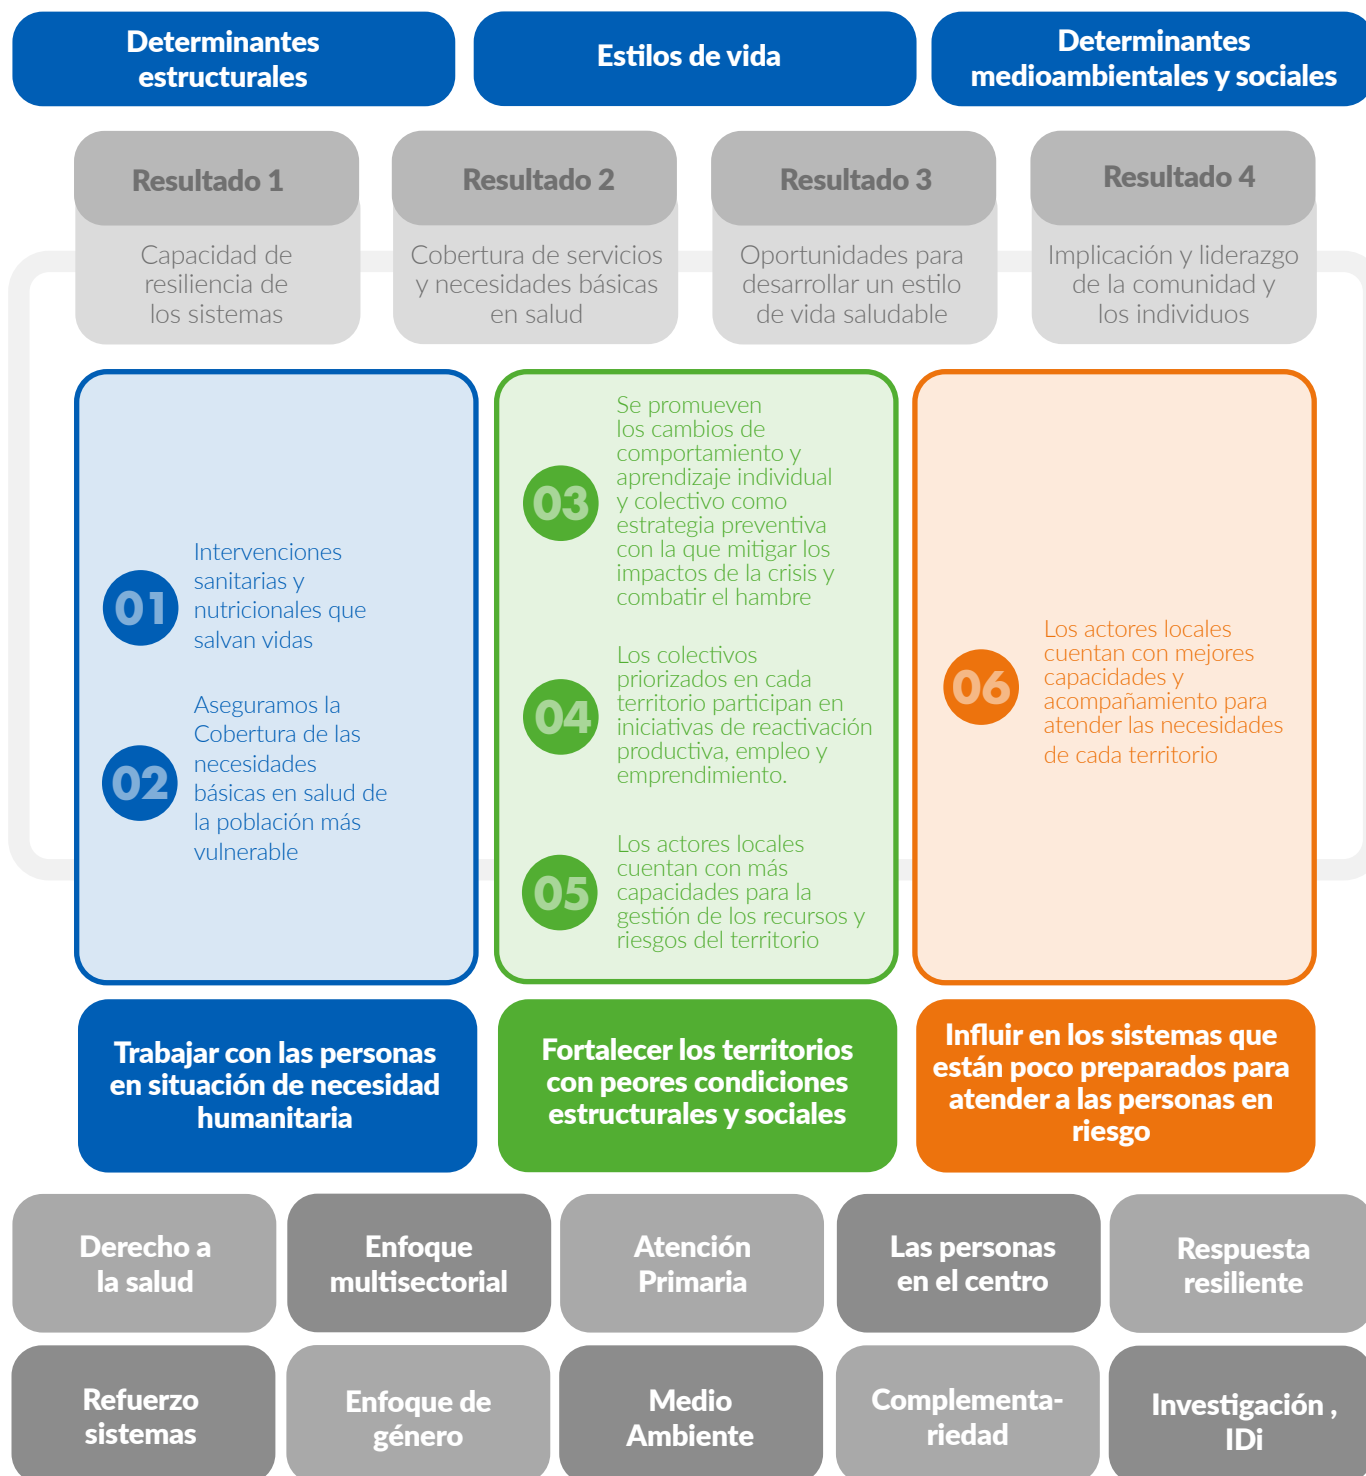 Determinantes
estructurales
Estilos de vida
Determinantes
medioambientales y sociales
Resultado 1
Capacidad de
resiliencia de
los sistemas
Resultado 2
Cobertura de servicios
y necesidades básicas
en salud
Resultado 3
Oportunidades para
desarrollar un estilo
de vida saludable
Resultado 4
Implicación y liderazgo
de la comunidad y
los individuos
01
Intervenciones
sanitarias y
nutricionales que
salvan vidas
02
Aseguramos la
Cobertura de las
necesidades
básicas en salud de
la población más
vulnerable
03
Se promueven
los cambios de
comportamiento y
aprendizaje individual
y colectivo como
estrategia preventiva
con la que mitigar los
impactos de la crisis y
combatir el hambre
04
Los colectivos
priorizados en cada
territorio participan en
iniciativas de reactivación
productiva, empleo y
emprendimiento.
05
Los actores locales
cuentan con más
capacidades para la
gestión de los recursos y
riesgos del territorio
06
Los actores locales
cuentan con mejores
capacidades y
acompañamiento para
atender las necesidades
de cada territorio
Trabajar con las personas
en situación de necesidad
humanitaria
Fortalecer los territorios
con peores condiciones
estructurales y sociales
Influir en los sistemas que
están poco preparados para
atender a las personas en
riesgo
Derecho a
la salud
Enfoque
multisectorial
Atención
Primaria
Las personas
en el centro
Respuesta
resiliente
Refuerzo
sistemas
Enfoque de
género
Medio
Ambiente
Complementa-
riedad
Investigación ,
IDi